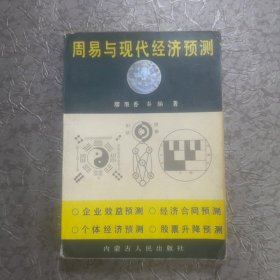 周易与现代经济预测
著
○企业效益预测 ○经济合同预测
○个体经济预测 ○股票升降预测
内蒙古人民出版社